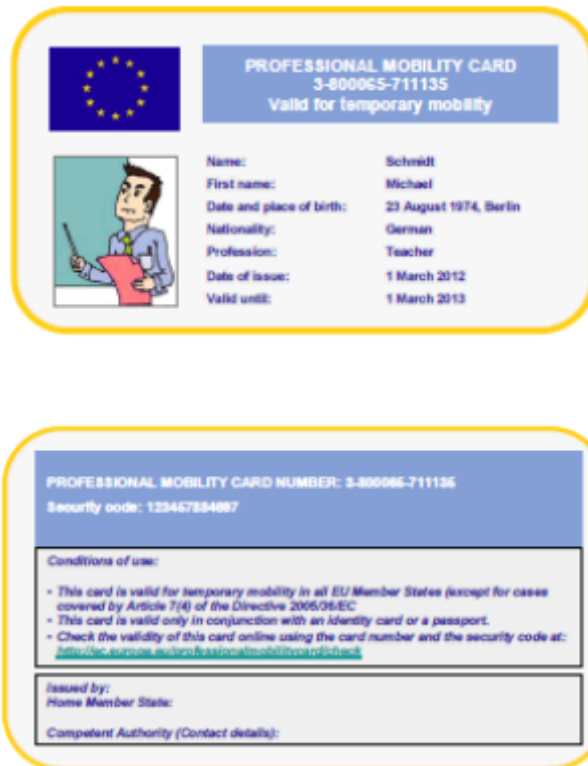 PROFESSIONAL MOBILITY CARD
3-800065-711135
Valid for temporary mobility
Name: Schmidt
First name: Michael
Date and place of birth: 23 August 1974, Berlin
Nationality: German
Profession: Teacher
Date of issue: 1 March 2012
Valid until: 1 March 2013
PROFESSIONAL MOBILITY CARD NUMBER: 3-800065-711135
Security code:
Conditions of use:
- This card is valid for temporary mobility in all EU Member States (except for cases
covered by Article 7(4) of the Directive 2005/36/EC
- This card is valid only in conjunction with an identity card or a passport.
- Check the validity of this card online using the card number and the security code at:
http://ec.europa.eu/professionalmobilitycard/check
Issued by:
Home Member State:
Competent Authority (Contact details):